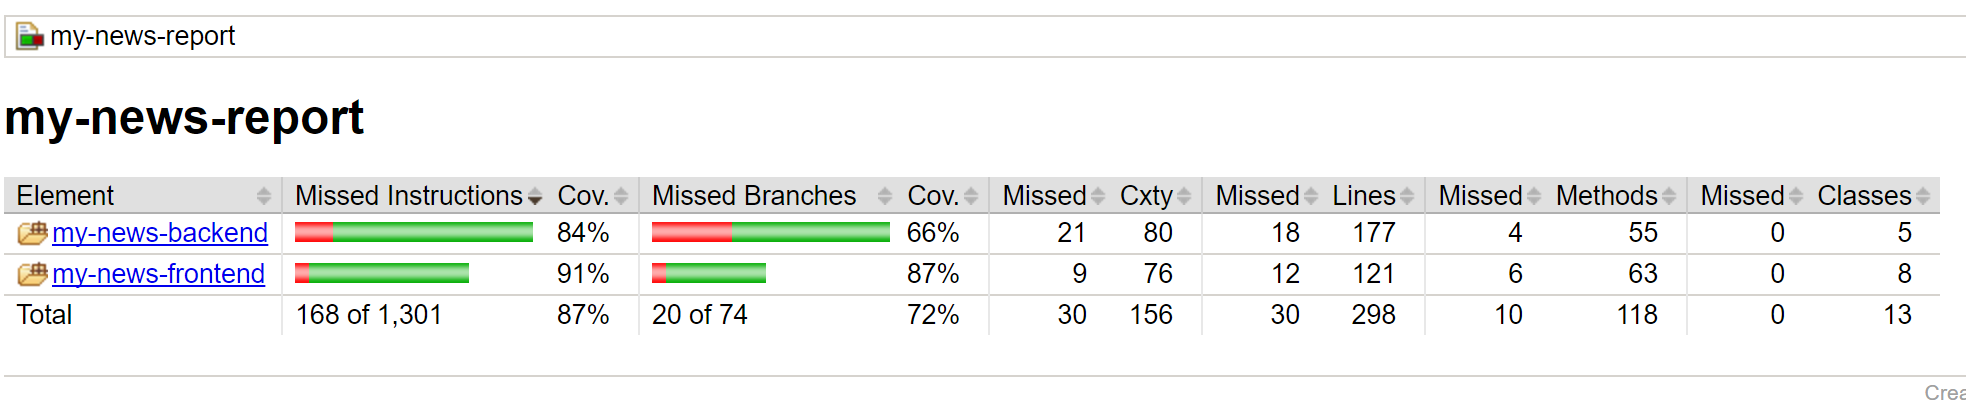 my-news-report
my-news-report
Element Missed Instructions Cov. Missed Branches Cov. Missed Cxty Missed Lines Missed Methods Missed Classes
my-news-backend 84% 66% 21 80 18 177 4 55 0 5
my-news-frontend 91% 87% 9 76 12 121 6 63 0 8
Total 168 of 1,301 87% 20 of 74 72% 30 156 30 298 10 118 0 13